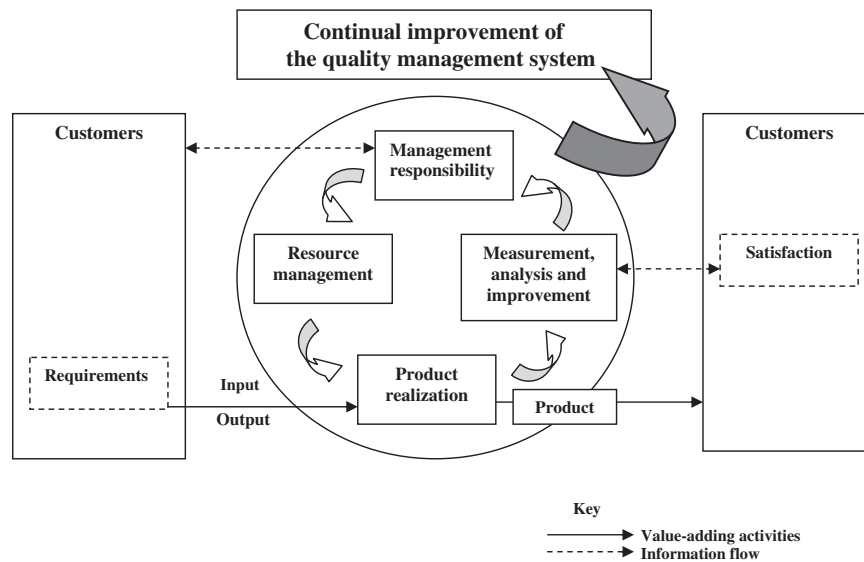 Continual improvement of
the quality management system
Customers
Customers
Management
responsibility
Resource
management
Measurement,
analysis and
improvement
Satisfaction
Requirements
Input
Output
Product
realization
Product
Key
Value-adding activities
Information flow